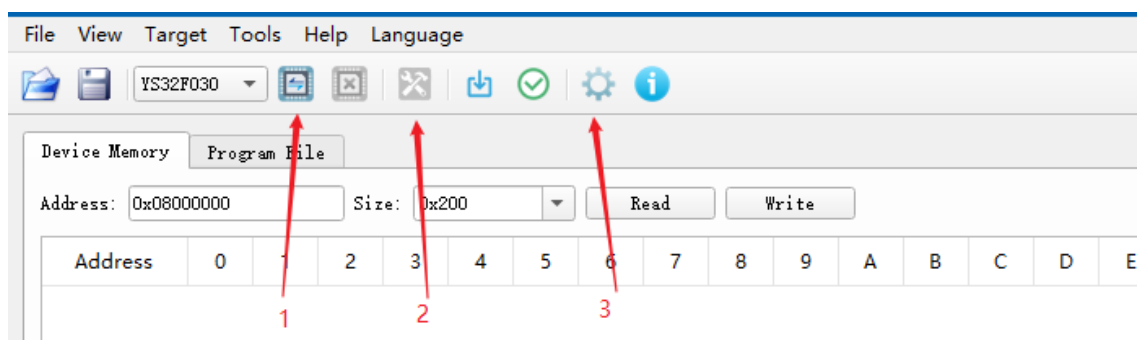 File View Target Tools Help Language
YS32F030
Device Memory Program File
Address: 0x08000000 Size: 0x200 Read Write
Address 0 1 2 3 4 5 6 7 8 9 A B C D E
1 2 3